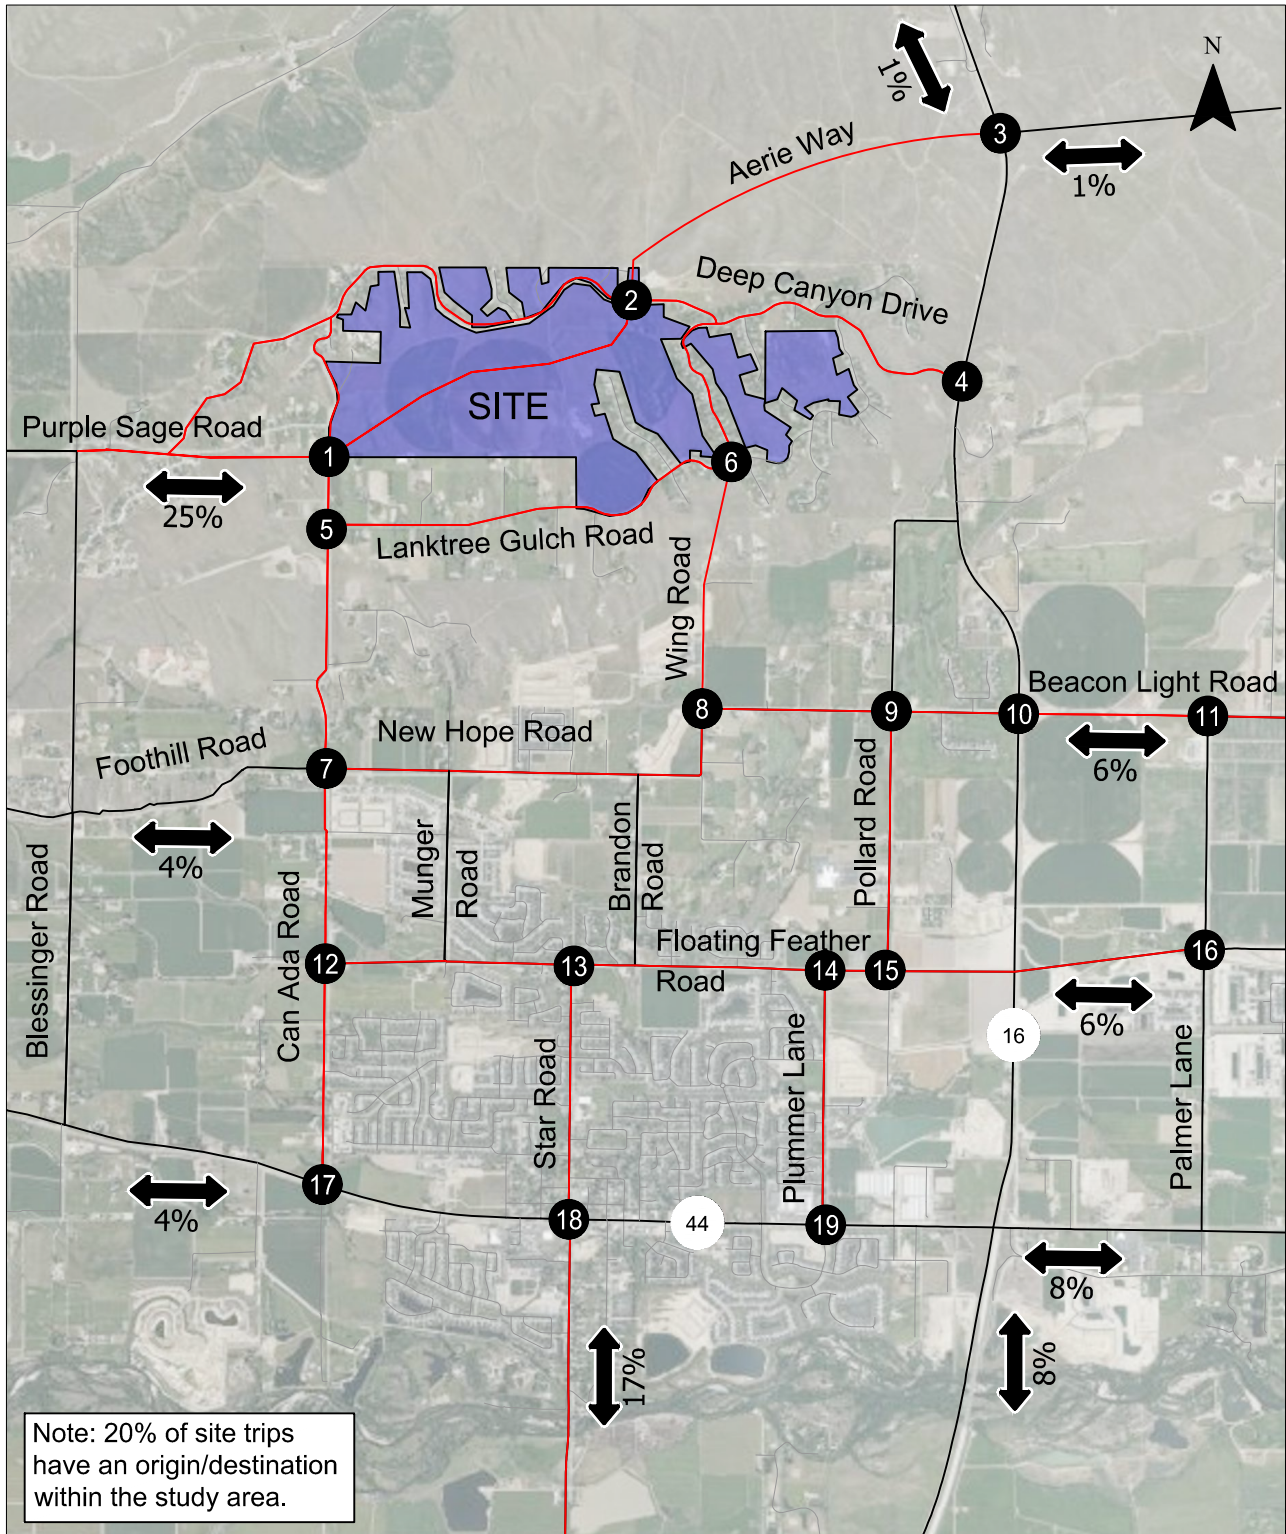 N
1%
3
Aerie Way
1%
Deep Canyon Drive
2
4
SITE
Purple Sage Road
1
6
25%
5
Lanktree Gulch Road
Wing Road
Beacon Light Road
8
9
10
11
New Hope Road
Foothill Road
7
6%
4%
Munger
Road
Brandon
Road
Pollard Road
Blessinger Road
Can Ada Road
Floating Feather
Road
12
13
14
15
16
6%
16
Star Road
Plummer Lane
Palmer Lane
17
4%
18
44
19
8%
17%
8%
Note: 20% of site trips
have an origin/destination
within the study area.